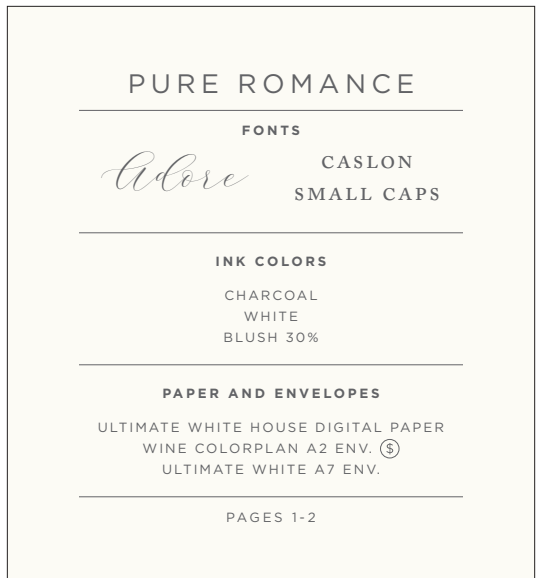 PURE ROMANCE
FONTS
Adore
CASLON
SMALL CAPS
INK COLORS
CHARCOAL
WHITE
BLUSH 30%
PAPER AND ENVELOPES
ULTIMATE WHITE HOUSE DIGITAL PAPER
WINE COLORPLAN A2 ENV. $
ULTIMATE WHITE A7 ENV.
PAGES 1-2